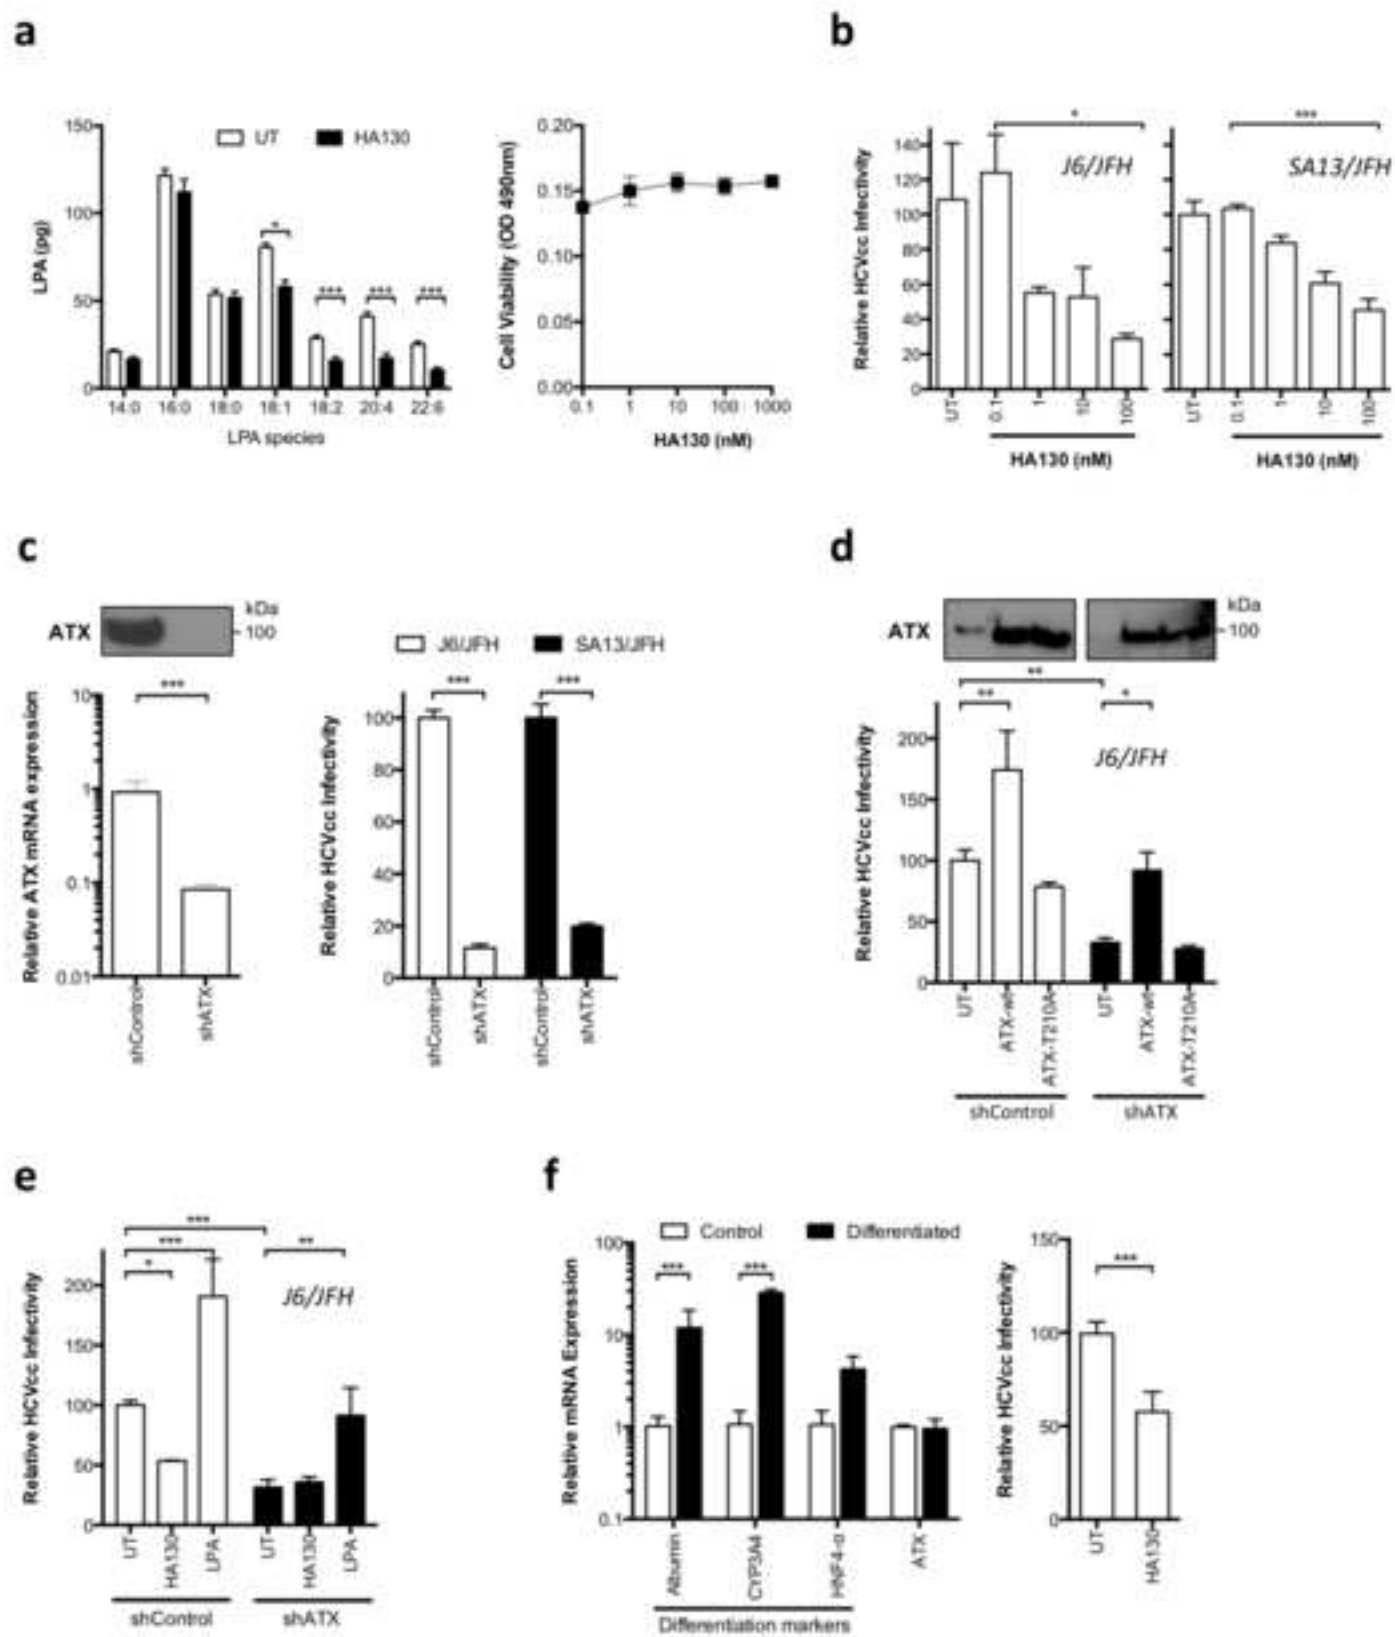 a
LPA (pg)
150
100
50
0
UT
HA130
*
***
***
***
14:0 16:0 18:0 18:1 18:2 20:4 22:6
LPA species
Cell Viability (OD 490nm)
0.20
0.15
0.10
0.05
0.00
0.1 1 10 100 1000
HA130 (nM)
b
Relative HCVcc Infectivity
140
120
100
80
60
40
20
0
*
J6/JFH
UT 0.1 1 10 100
HA130 (nM)
***
SA13/JFH
UT 0.1 1 10 100
HA130 (nM)
c
ATX
kDa
100
Relative ATX mRNA expression
10
1
0.1
0.01
***
shControl shATX
J6/JFH
SA13/JFH
Relative HCVcc Infectivity
100
80
60
40
20
0
***
***
shControl shATX shControl shATX
d
ATX
kDa
100
Relative HCVcc Infectivity
200
150
100
50
0
**
**
*
J6/JFH
UT ATX-wt ATX-T210A UT ATX-wt ATX-T210A
shControl shATX
e
Relative HCVcc Infectivity
200
150
100
50
0
***
***
*
**
J6/JFH
UT HA130 LPA UT HA130 LPA
shControl shATX
f
Control
Differentiated
Relative mRNA Expression
100
10
1
0.1
***
***
Albumin CYP3A4 HNF4-α ATX
Differentiation markers
Relative HCVcc Infectivity
150
100
50
0
***
UT HA130